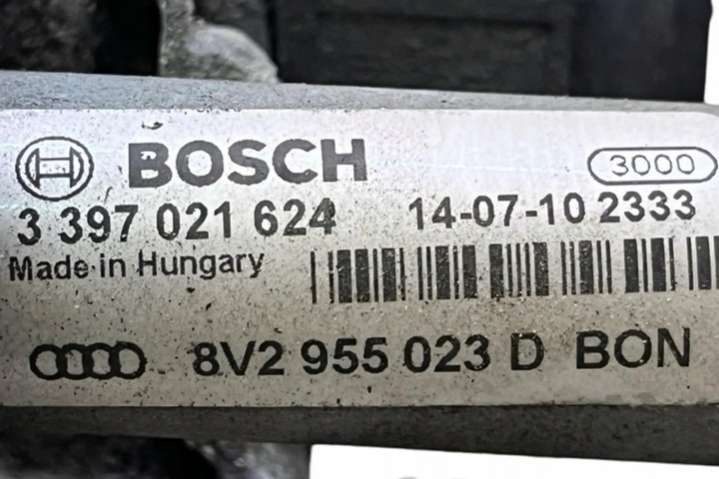 BOSCH 3000
3 397 021 624 14-07-10 2333
Made in Hungary
8V2 955 023 D BON